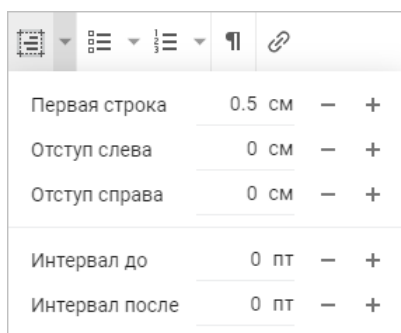 Первая строка 0.5 см − +
Отступ слева 0 см − +
Отступ справа 0 см − +
Интервал до 0 пт − +
Интервал после 0 пт − +